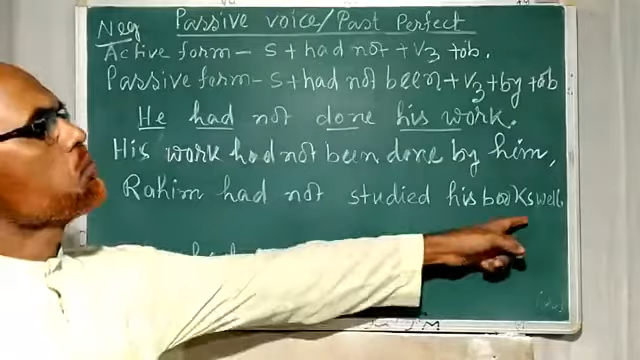 Neg Passive voice/Past Perfect
Active form - S + had not + V3 + ob.
Passive form - S + had not been + V3 + by + ob
He had not done his work.
His work had not been done by him,
Rahim had not studied his books well.